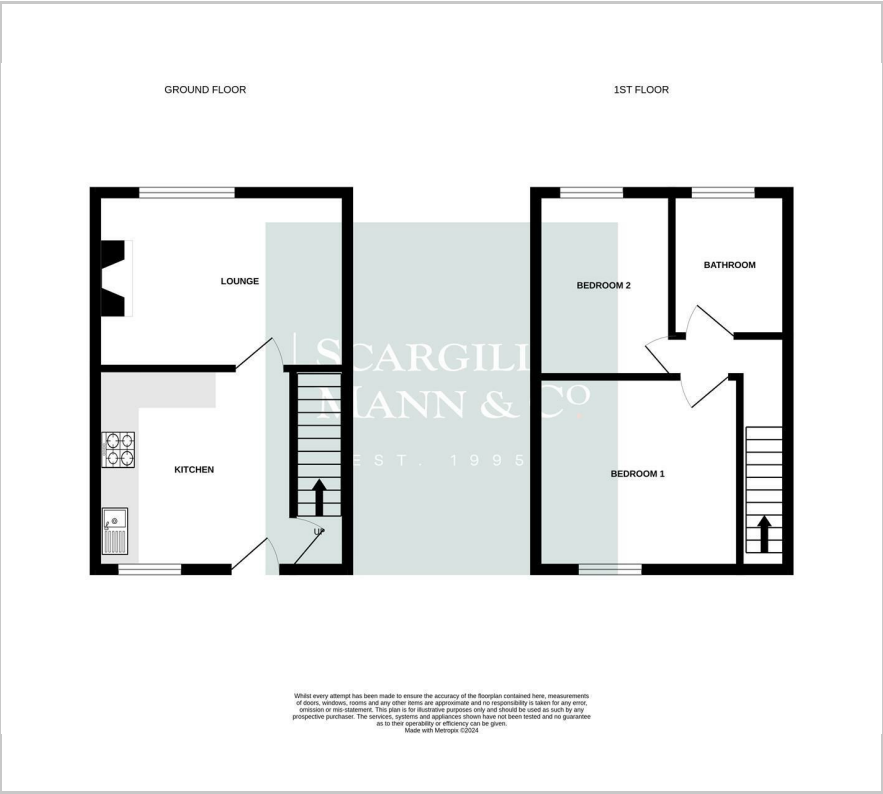 GROUND FLOOR
1ST FLOOR
LOUNGE
BEDROOM 2
BATHROOM
SCARGILL
MANN & CO
EST. 1995
KITCHEN
BEDROOM 1
UP
Whilst every attempt has been made to ensure the accuracy of the floorplan contained here, measurements
of doors, windows, rooms and any other items are approximate and no responsibility is taken for any error,
omission or mis-statement. This plan is for illustrative purposes only and should be used as such by any
prospective purchaser. The services, systems and appliances shown have not been tested and no guarantee
as to their operability or efficiency can be given.
Made with Metropix ©2024